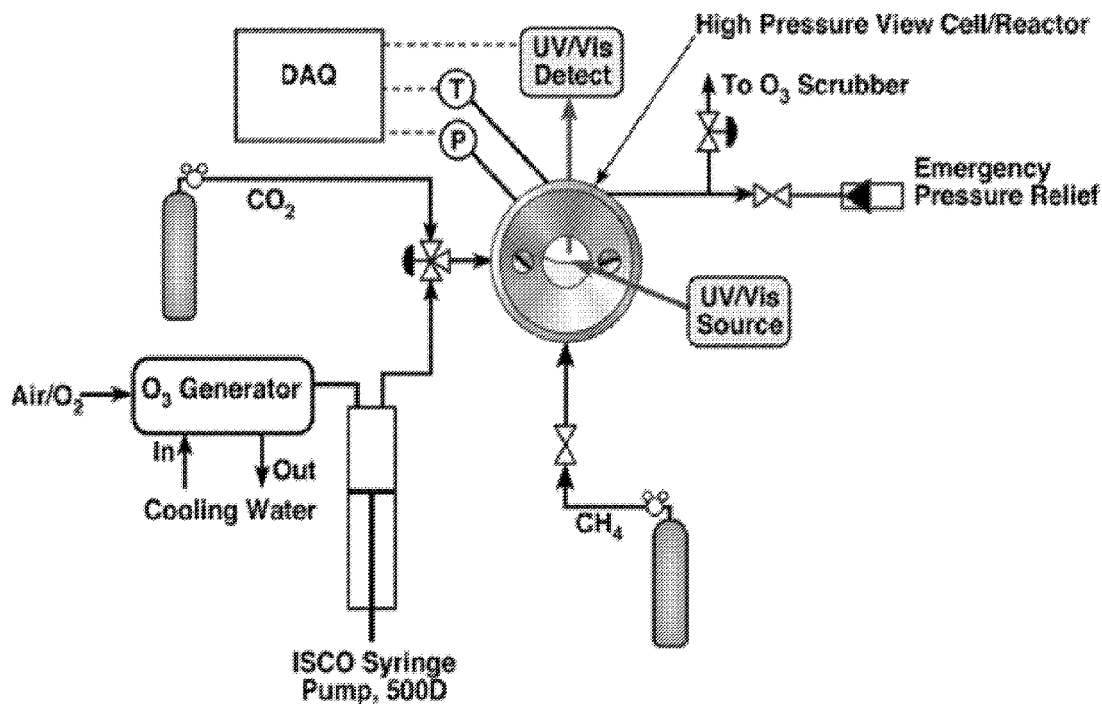 High Pressure View Cell/Reactor
UV/Vis
Detect
DAQ
To O₃ Scrubber
T
P
Emergency
Pressure Relief
CO₂
UV/Vis
Source
O₃ Generator
Air/O₂
In
Out
Cooling Water
CH₄
ISCO Syringe
Pump, 500D